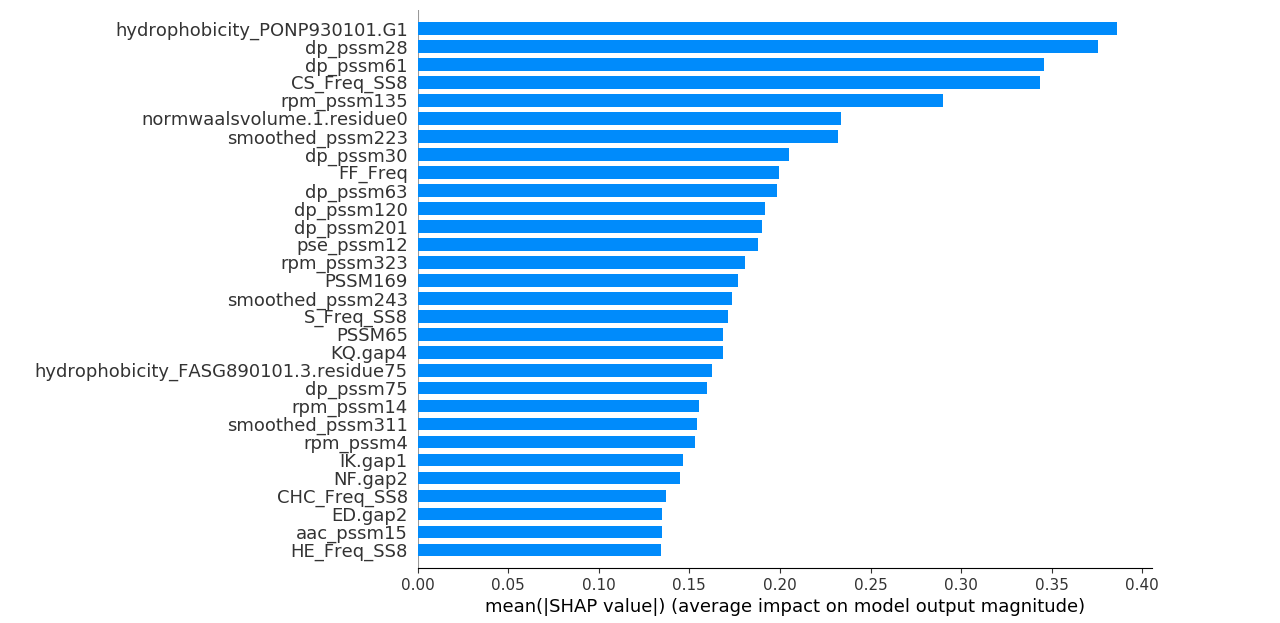 hydrophobicity_PONP930101.G1
dp_pssm28
dp_pssm61
CS_Freq_SS8
rpm_pssm135
normwaalsvolume.1.residue0
smoothed_pssm223
dp_pssm30
FF_Freq
dp_pssm63
dp_pssm120
dp_pssm201
pse_pssm12
rpm_pssm323
PSSM169
smoothed_pssm243
S_Freq_SS8
PSSM65
KQ.gap4
hydrophobicity_FASG890101.3.residue75
dp_pssm75
rpm_pssm14
smoothed_pssm311
rpm_pssm4
IK.gap1
NF.gap2
CHC_Freq_SS8
ED.gap2
aac_pssm15
HE_Freq_SS8
0.00 0.05 0.10 0.15 0.20 0.25 0.30 0.35 0.40
mean(|SHAP value|) (average impact on model output magnitude)